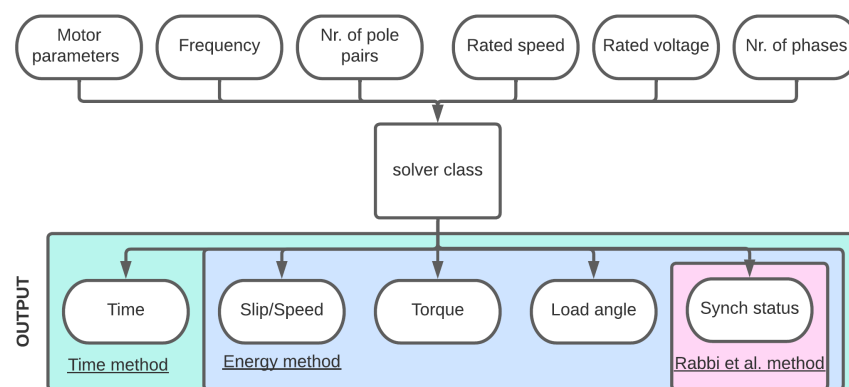 Motor
parameters
Frequency
Nr. of pole
pairs
Rated speed
Rated voltage
Nr. of phases
solver class
OUTPUT
Time
Slip/Speed
Torque
Load angle
Synch status
Time method
Energy method
Rabbi et al. method